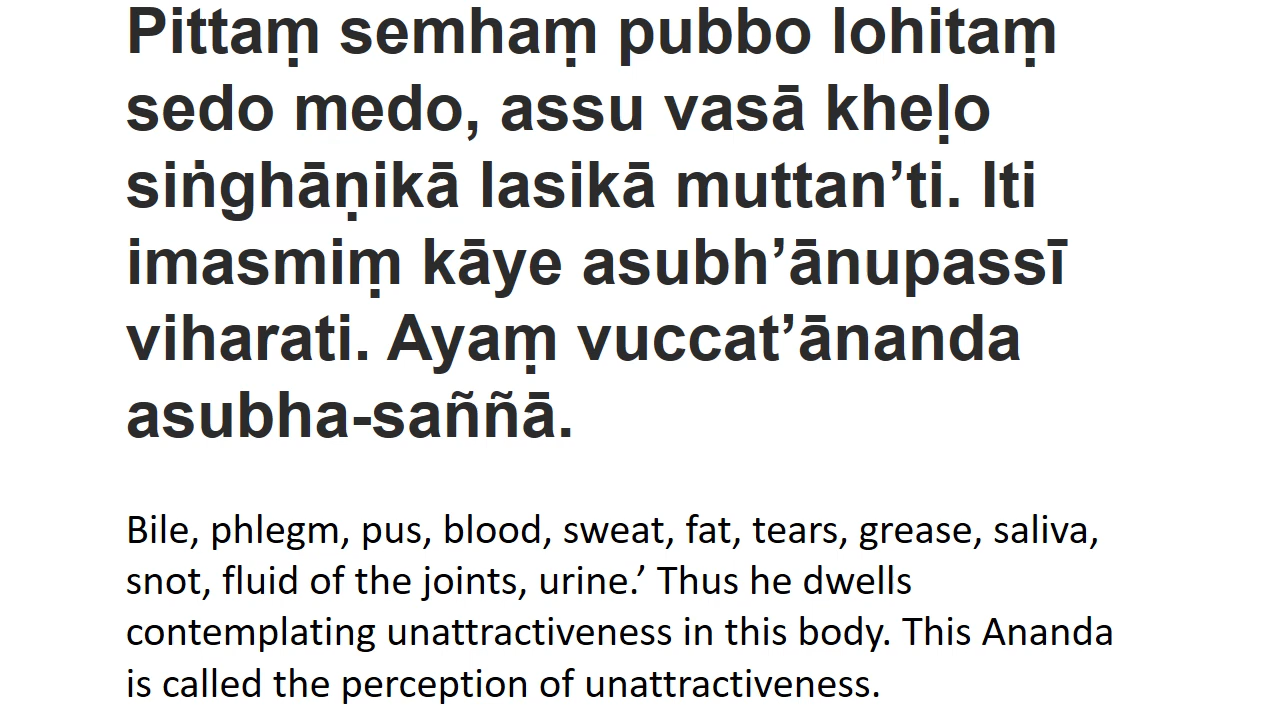 Pittaṃ semhaṃ pubbo lohitaṃ
sedo medo, assu vasā kheḷo
siṅghāṇikā lasikā muttan’ti. Iti
imasmiṃ kāye asubh’ānupassī
viharati. Ayaṃ vuccat’ānanda
asubha-saññā.
Bile, phlegm, pus, blood, sweat, fat, tears, grease, saliva,
snot, fluid of the joints, urine.’ Thus he dwells
contemplating unattractiveness in this body. This Ananda
is called the perception of unattractiveness.